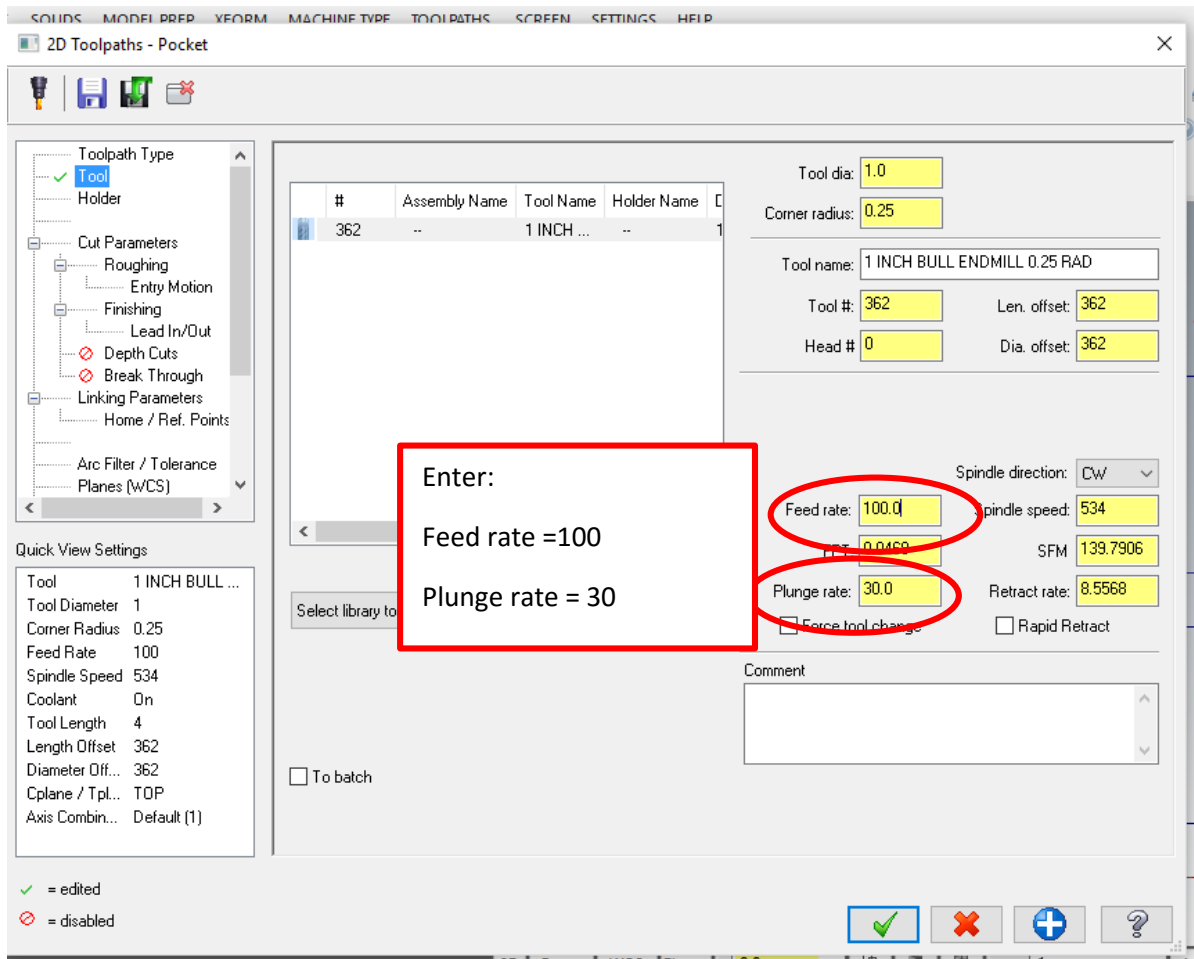 SOLIDS MODEL PREP XFORM MACHINE TYPE TOOLPATHS SCREEN SETTINGS HELP
2D Toolpaths - Pocket
Toolpath Type
Tool
Holder
Cut Parameters
Roughing
Entry Motion
Finishing
Lead In/Out
Depth Cuts
Break Through
Linking Parameters
Home / Ref. Points
Arc Filter / Tolerance
Planes (WCS)
# Assembly Name Tool Name Holder Name D
362 -- 1 INCH ... -- 1
Tool dia: 1.0
Corner radius: 0.25
Tool name: 1 INCH BULL ENDMILL 0.25 RAD
Tool #: 362 Len. offset: 362
Head # 0 Dia. offset: 362
Spindle direction: CW
Feed rate: 100.0 Spindle speed: 534
FPT 0.0468 SFM 139.7906
Plunge rate: 30.0 Retract rate: 8.5568
Force tool change Rapid Retract
Comment
Enter:
Feed rate =100
Plunge rate = 30
Select library to
To batch
Quick View Settings
Tool 1 INCH BULL ...
Tool Diameter 1
Corner Radius 0.25
Feed Rate 100
Spindle Speed 534
Coolant On
Tool Length 4
Length Offset 362
Diameter Off... 362
Cplane / Tpl... TOP
Axis Combin... Default (1)
= edited
= disabled